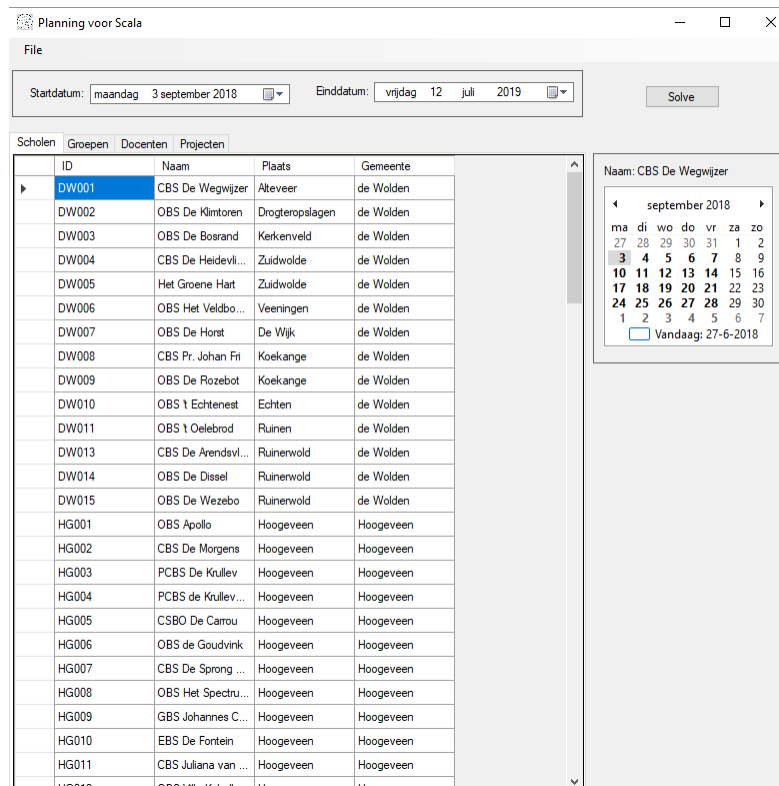 Planning voor Scala
File
Startdatum: maandag 3 september 2018 Einddatum: vrijdag 12 juli 2019 Solve
Scholen Groepen Docenten Projecten
ID Naam Plaats Gemeente
DW001 CBS De Wegwijzer Alteveer de Wolden
DW002 OBS De Klimtoren Drogteropslagen de Wolden
DW003 OBS De Bosrand Kerkenveld de Wolden
DW004 CBS De Heidevli... Zuidwolde de Wolden
DW005 Het Groene Hart Zuidwolde de Wolden
DW006 OBS Het Veldbo... Veeningen de Wolden
DW007 OBS De Horst De Wijk de Wolden
DW008 CBS Pr. Johan Fri Koekange de Wolden
DW009 OBS De Rozebot Koekange de Wolden
DW010 OBS 't Echtenest Echten de Wolden
DW011 OBS 't Oelebrod Ruinen de Wolden
DW013 CBS De Arendsvl... Ruinerwold de Wolden
DW014 OBS De Dissel Ruinerwold de Wolden
DW015 OBS De Wezebo Ruinerwold de Wolden
HG001 OBS Apollo Hoogeveen Hoogeveen
HG002 CBS De Morgens Hoogeveen Hoogeveen
HG003 PCBS De Krullev Hoogeveen Hoogeveen
HG004 PCBS de Krullev... Hoogeveen Hoogeveen
HG005 CSBO De Carrou Hoogeveen Hoogeveen
HG006 OBS de Goudvink Hoogeveen Hoogeveen
HG007 CBS De Sprong ... Hoogeveen Hoogeveen
HG008 OBS Het Spectru... Hoogeveen Hoogeveen
HG009 GBS Johannes C... Hoogeveen Hoogeveen
HG010 EBS De Fontein Hoogeveen Hoogeveen
HG011 CBS Juliana van ... Hoogeveen Hoogeveen
Naam: CBS De Wegwijzer
september 2018
ma di wo do vr za zo
27 28 29 30 31 1 2
3 4 5 6 7 8 9
10 11 12 13 14 15 16
17 18 19 20 21 22 23
24 25 26 27 28 29 30
1 2 3 4 5 6 7
Vandaag: 27-6-2018